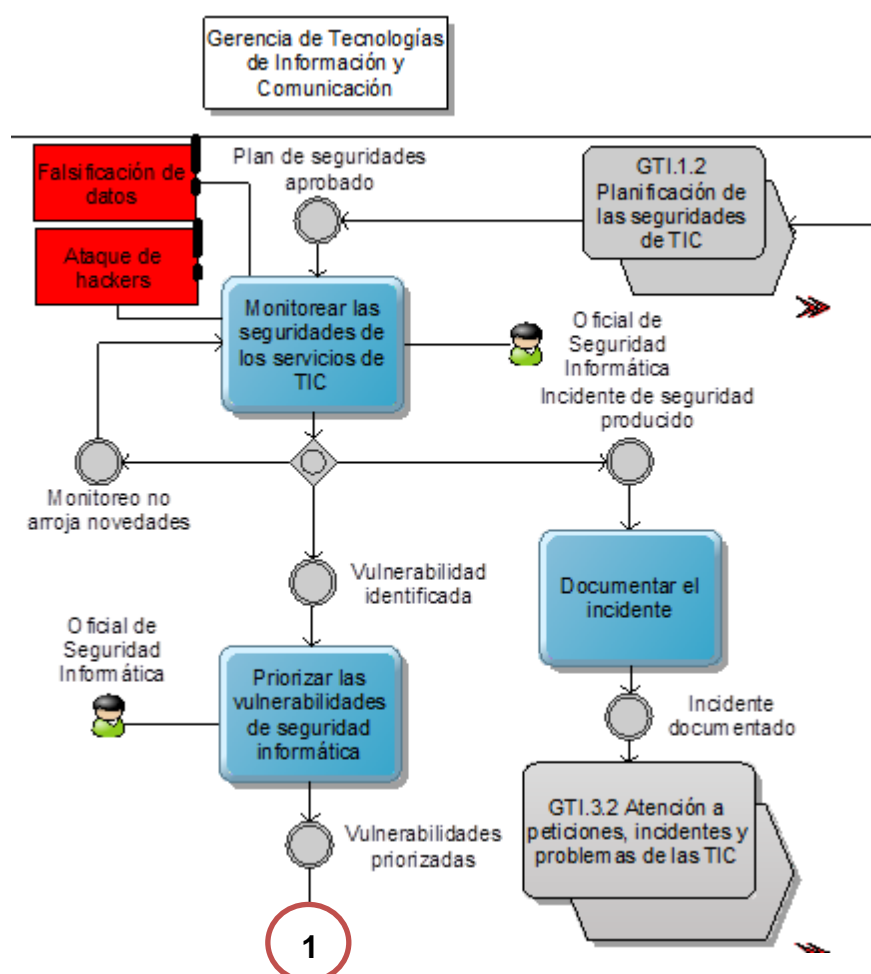 Gerencia de Tecnologías
de Información y
Comunicación
Falsificación de
datos
Plan de seguridades
aprobado
GTI.1.2
Planificación de
las seguridades
de TIC
Ataque de
hackers
Monitorear las
seguridades de
los servicios de
TIC
Oficial de
Seguridad
Informática
Incidente de seguridad
producido
Monitoreo no
arroja novedades
Vulnerabilidad
identificada
Documentar el
incidente
Oficial de
Seguridad
Informática
Priorizar las
vulnerabilidades
de seguridad
informática
Incidente
documentado
Vulnerabilidades
priorizadas
GTI.3.2 Atención a
peticiones, incidentes y
problemas de las TIC
1